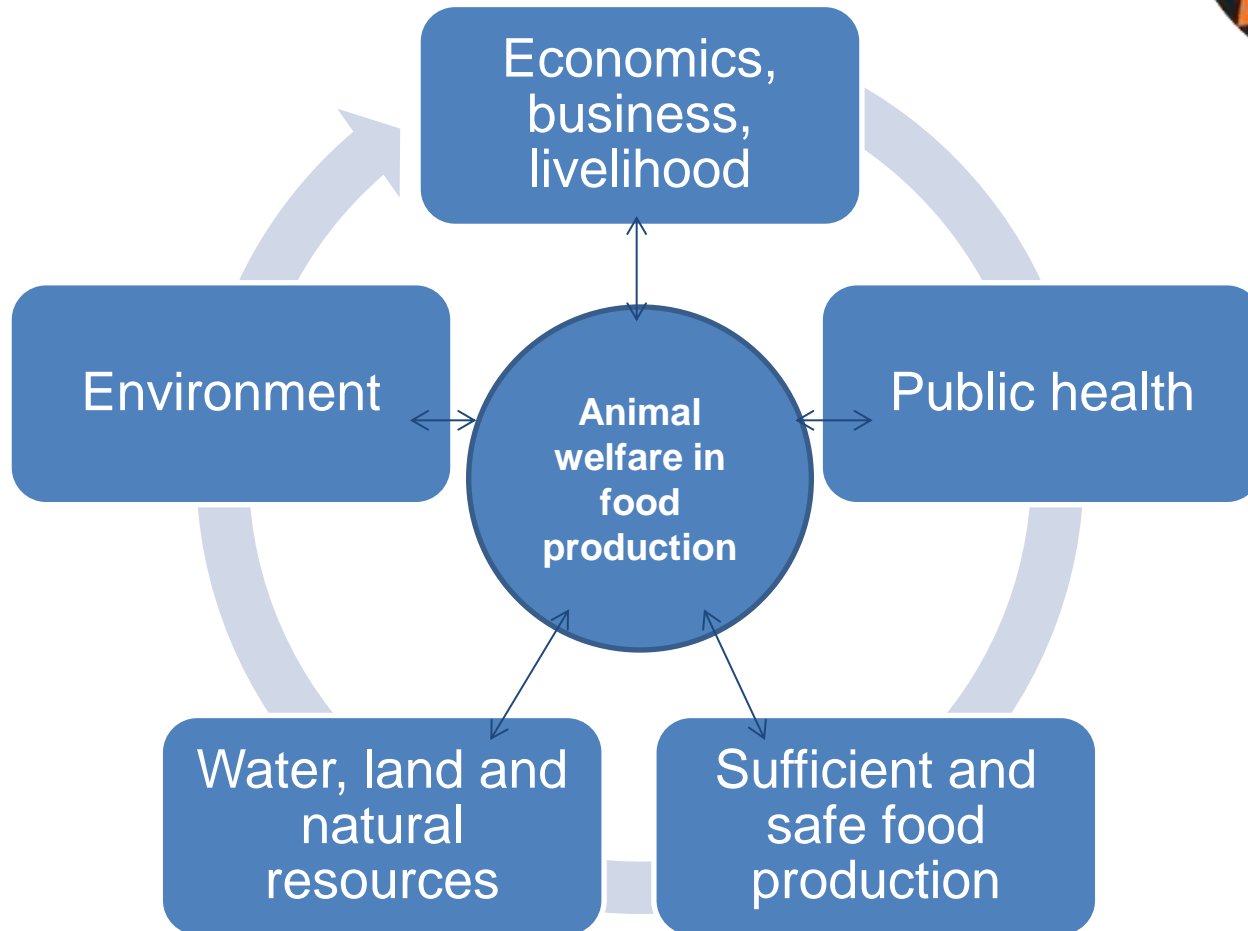 Economics,
business,
livelihood
Environment
Public health
Animal
welfare in
food
production
Water, land and
natural
resources
Sufficient and
safe food
production